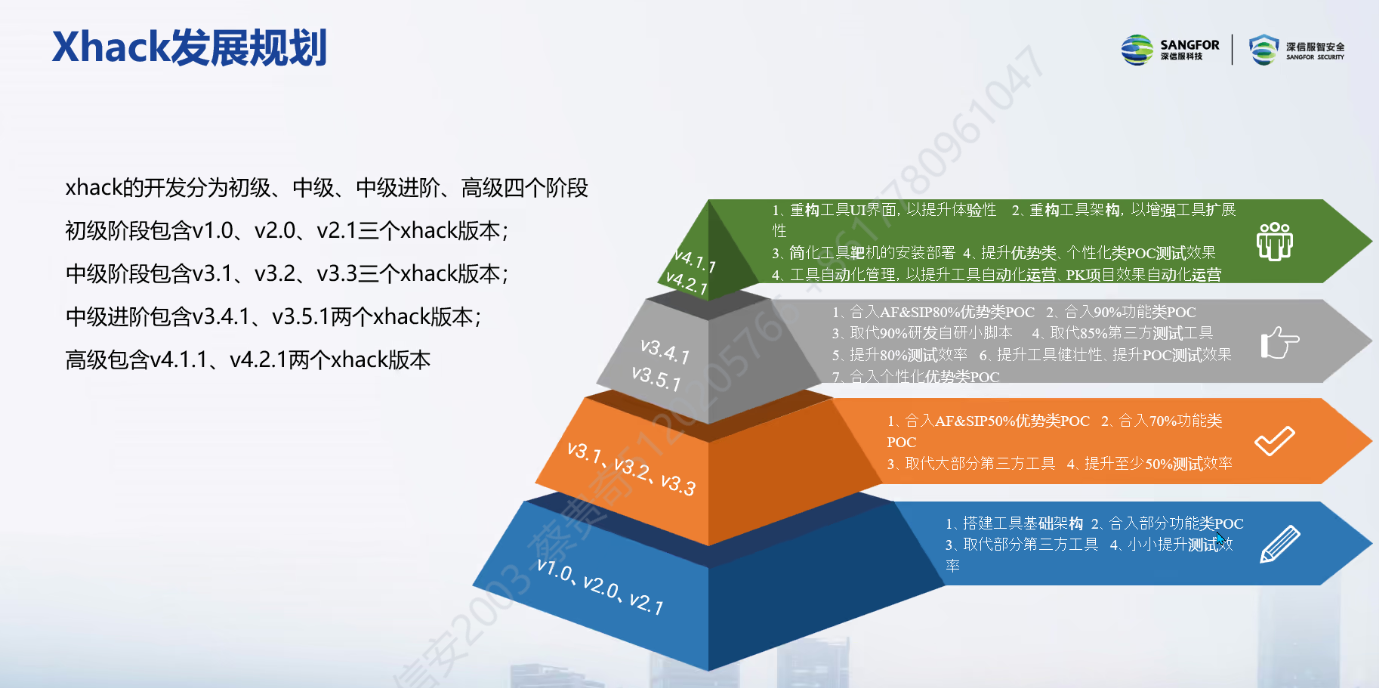 Xhack发展规划
SANGFOR
深信服科技
深信服智安全
SANGFOR SECURITY
xhack的开发分为初级、中级、中级进阶、高级四个阶段
初级阶段包含v1.0、v2.0、v2.1三个xhack版本；
中级阶段包含v3.1、v3.2、v3.3三个xhack版本；
中级进阶包含v3.4.1、v3.5.1两个xhack版本；
高级包含v4.1.1、v4.2.1两个xhack版本
v4.1.1
v4.2.1
1、重构工具UI界面，以提升体验性 2、重构工具架构，以增强工具扩展
性
3、简化工具靶机的安装部署 4、提升优势类、个性化类POC测试效果
4、工具自动化管理，以提升工具自动化运营、PK项目效果自动化运营
v3.4.1
v3.5.1
1、合入AF&SIP80%优势类POC 2、合入90%功能类POC
3、取代90%研发自研小脚本 4、取代85%第三方测试工具
5、提升80%测试效率 6、提升工具健壮性、提升POC测试效果
7、合入个性化优势类POC
v3.1、v3.2、v3.3
1、合入AF&SIP50%优势类POC 2、合入70%功能类
POC
3、取代大部分第三方工具 4、提升至少50%测试效率
v1.0、v2.0、v2.1
1、搭建工具基础架构 2、合入部分功能类POC
3、取代部分第三方工具 4、小小提升测试效
率